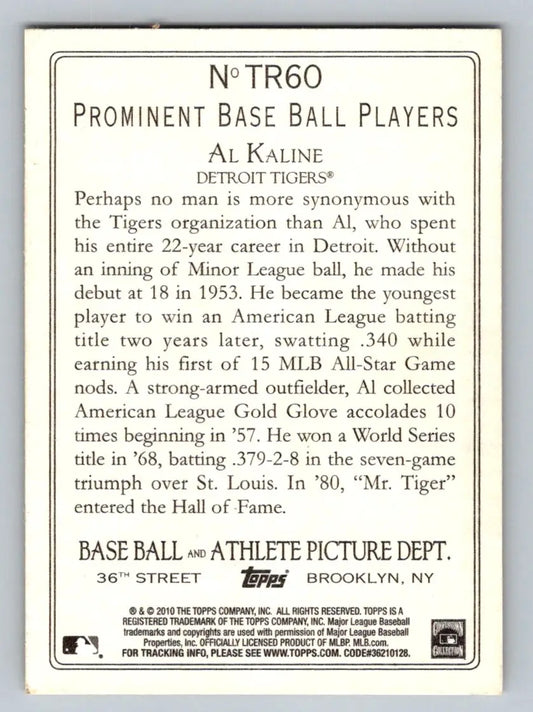 Nº TR60
PROMINENT BASE BALL PLAYERS
AL KALINE
DETROIT TIGERS®
Perhaps no man is more synonymous with
the Tigers organization than Al, who spent
his entire 22-year career in Detroit. Without
an inning of Minor League ball, he made his
debut at 18 in 1953. He became the youngest
player to win an American League batting
title two years later, swatting .340 while
earning his first of 15 MLB All-Star Game
nods. A strong-armed outfielder, Al collected
American League Gold Glove accolades 10
times beginning in ’57. He won a World Series
title in ’68, batting .379-2-8 in the seven-game
triumph over St. Louis. In ’80, “Mr. Tiger”
entered the Hall of Fame.
BASE BALL AND ATHLETE PICTURE DEPT.
36TH STREET Topps® BROOKLYN, NY
® & © 2010 THE TOPPS COMPANY, INC. ALL RIGHTS RESERVED. TOPPS IS A
REGISTERED TRADEMARK OF THE TOPPS COMPANY, INC. Major League Baseball
trademarks and copyrights are used with permission of Major League Baseball
Properties, Inc. OFFICIALLY LICENSED PRODUCT OF MLBP. MLB.com.
FOR TRACKING INFO, PLEASE SEE WWW.TOPPS.COM. CODE#36210128.
COOPERSTOWN
COLLECTION